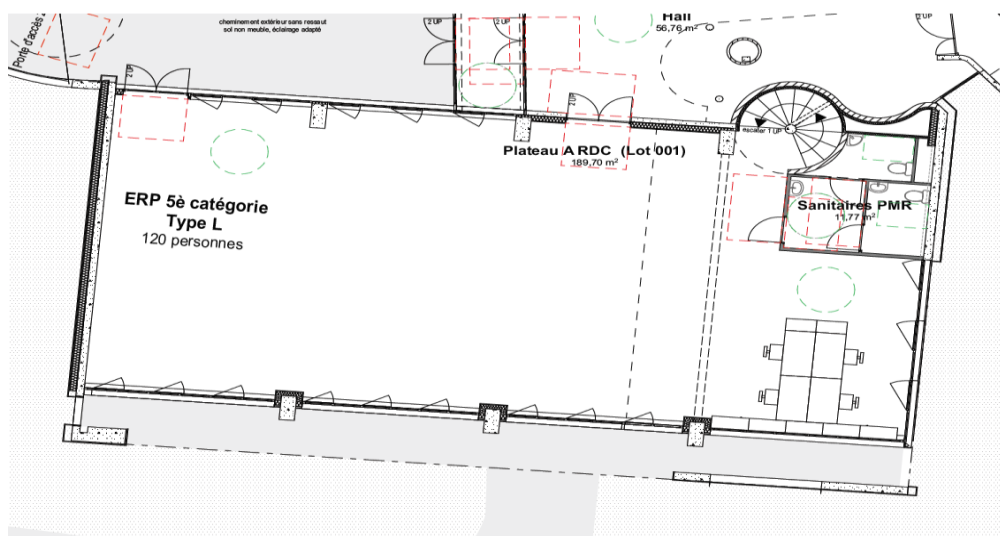 cheminement extérieur sans ressaut
sol non meuble, éclairage adapté
Porte d'accès
2 UP
2 UP
Hall
56,76 m²
2 UP
2 UP
2 UP
escalier 1 UP
Plateau A RDC (Lot 001)
189,70 m²
ERP 5è catégorie
Type L
120 personnes
Sanitaires PMR
11,77 m²